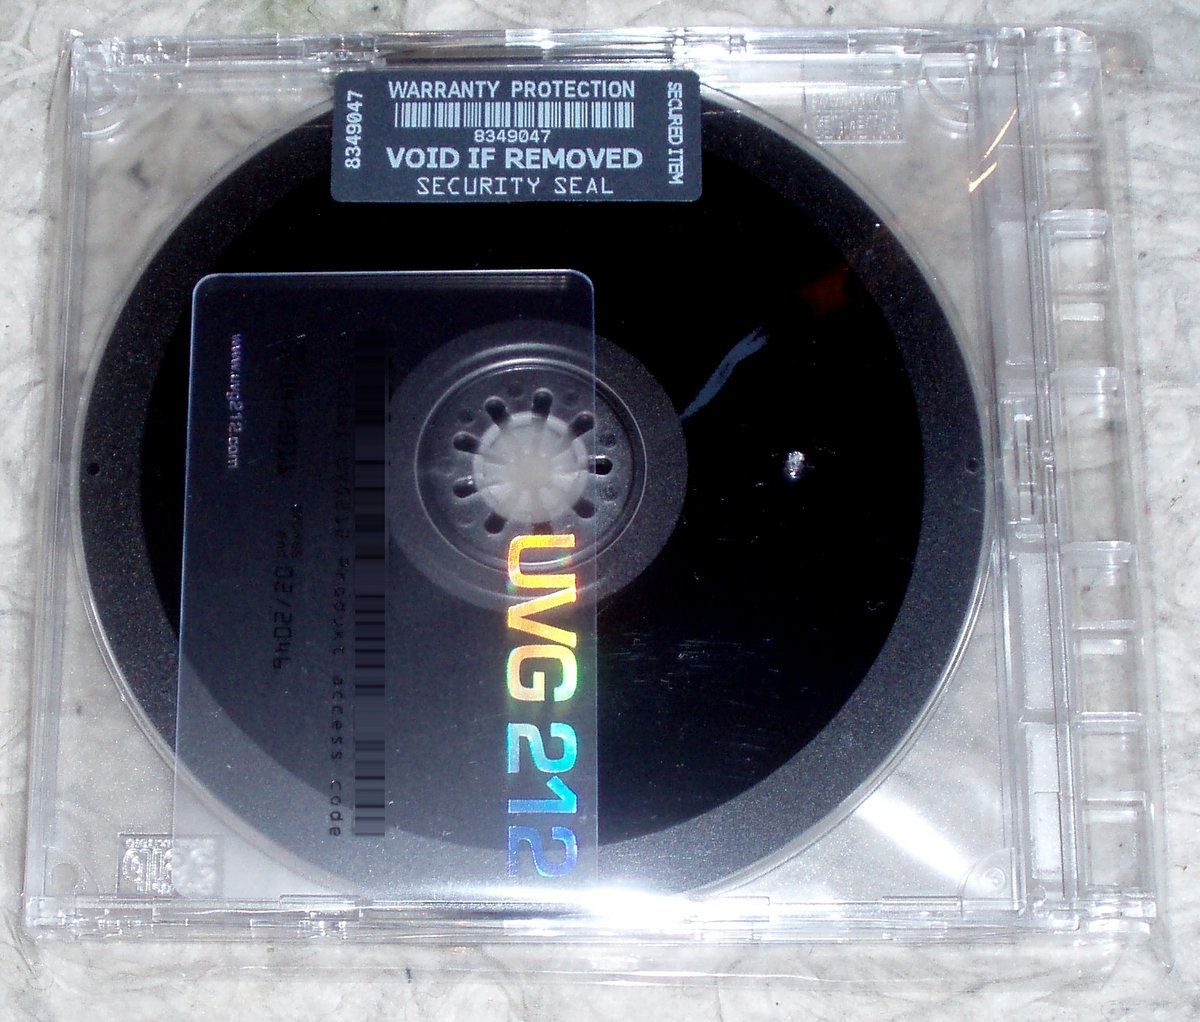 WARRANTY PROTECTION
8349047
8349047
VOID IF REMOVED
SECURITY SEAL
SECURED ITEM
www.uvg212.com
product access code
UVG 212